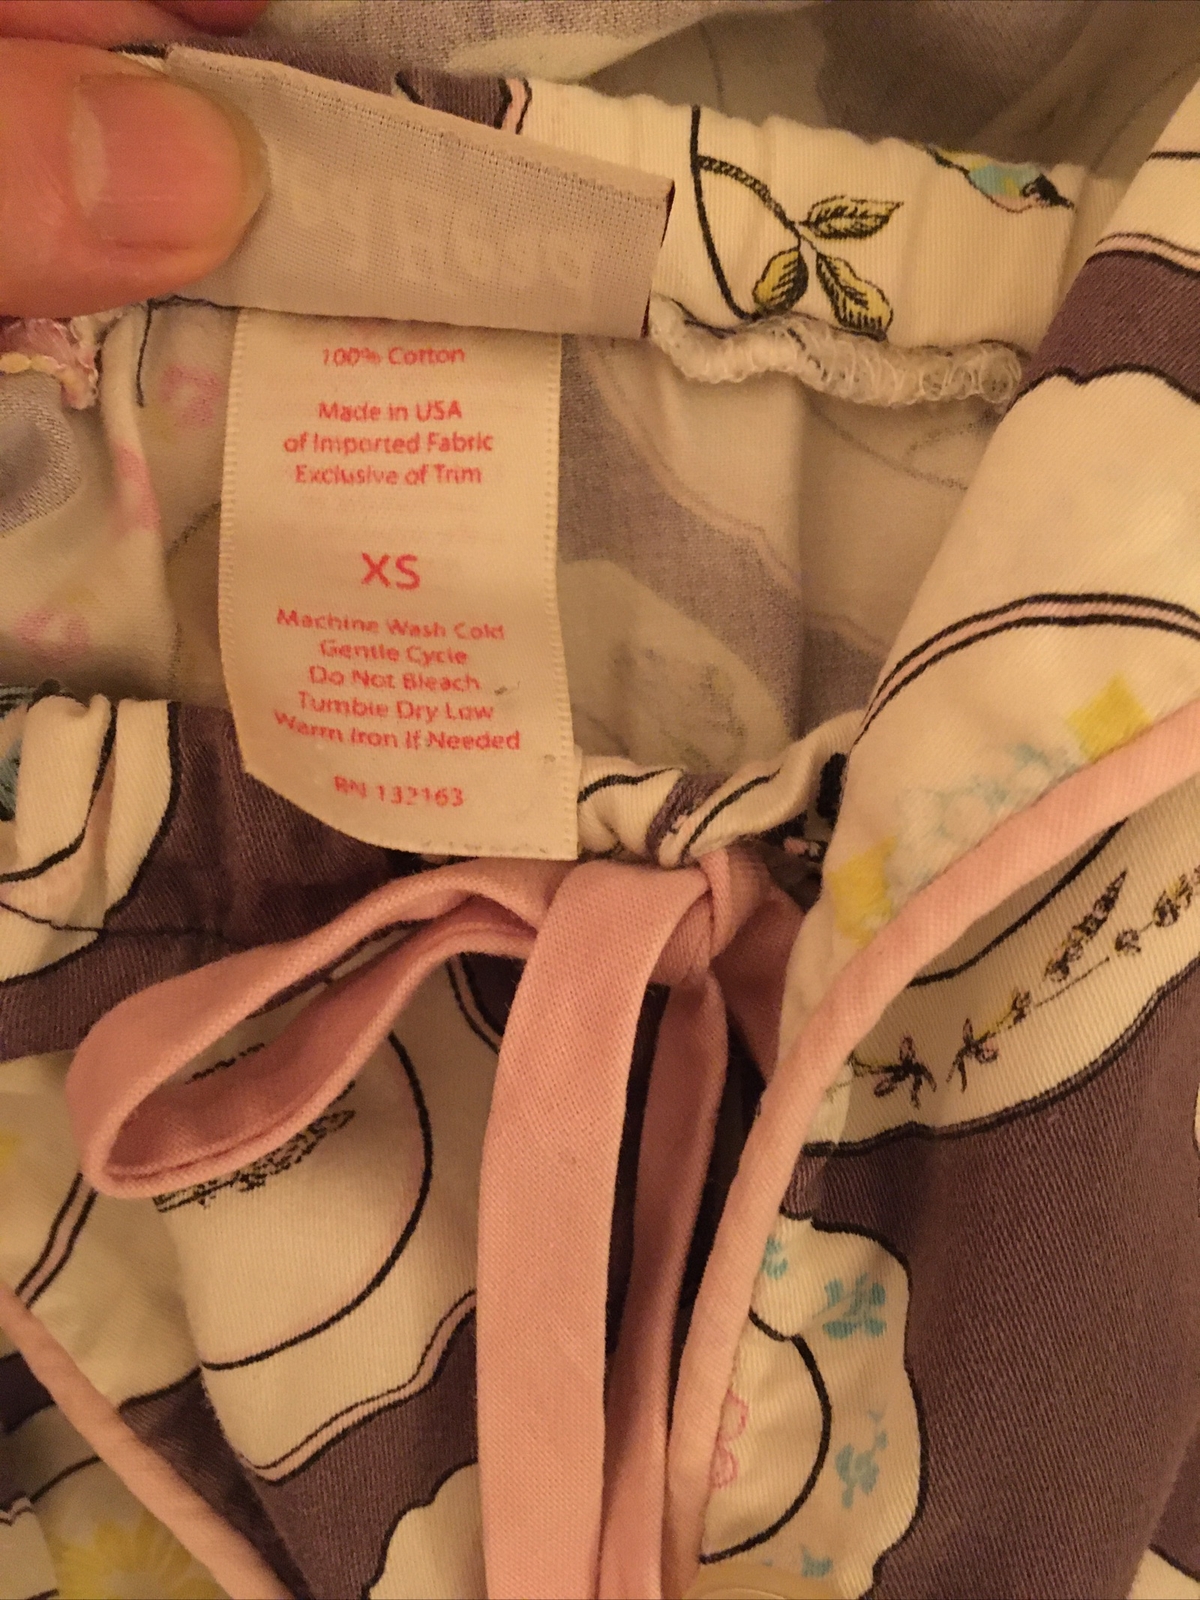 100% Cotton
Made in USA
of Imported Fabric
Exclusive of Trim
XS
Machine Wash Cold
Gentle Cycle
Do Not Bleach
Tumble Dry Low
Warm Iron If Needed
RN 132163